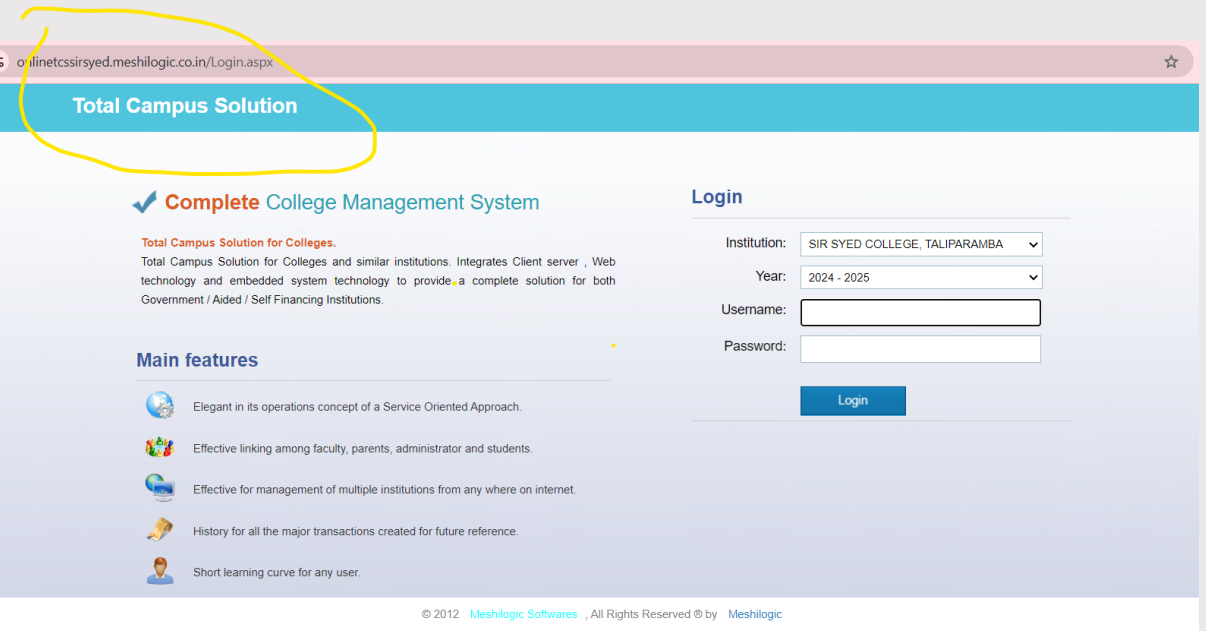 onlinetcssirsyed.meshilogic.co.in/Login.aspx
Total Campus Solution
Complete College Management System
Total Campus Solution for Colleges.
Total Campus Solution for Colleges and similar institutions. Integrates Client server , Web
technology and embedded system technology to provide a complete solution for both
Government / Aided / Self Financing Institutions.
Main features
Elegant in its operations concept of a Service Oriented Approach.
Effective linking among faculty, parents, administrator and students.
Effective for management of multiple institutions from any where on internet.
History for all the major transactions created for future reference.
Short learning curve for any user.
Login
Institution: SIR SYED COLLEGE, TALIPARAMBA
Year: 2024 - 2025
Username:
Password:
Login
© 2012 Meshilogic Softwares , All Rights Reserved ® by Meshilogic